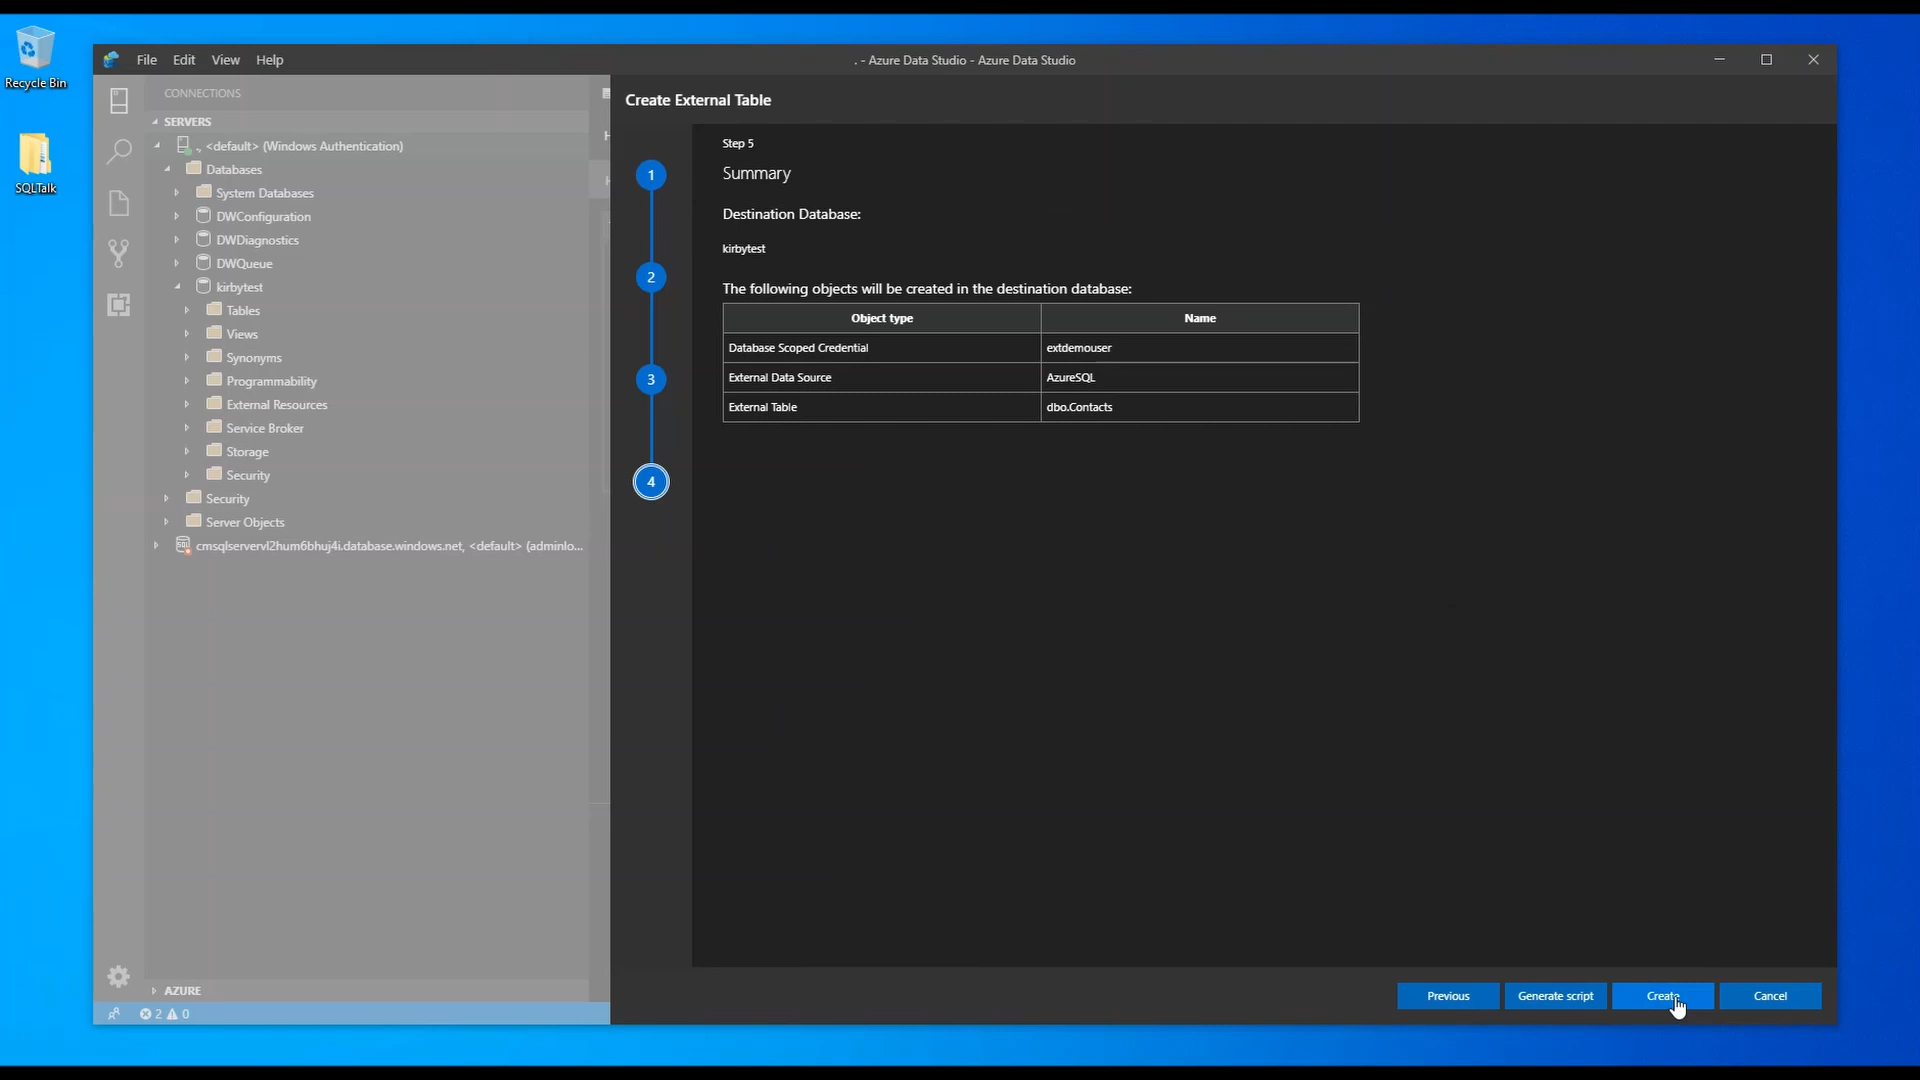 Recycle Bin
SQLTalk
File Edit View Help
. - Azure Data Studio - Azure Data Studio
CONNECTIONS
SERVERS
., <default> (Windows Authentication)
Databases
System Databases
DWConfiguration
DWDiagnostics
DWQueue
kirbytest
Tables
Views
Synonyms
Programmability
External Resources
Service Broker
Storage
Security
Security
Server Objects
cmsqlservervl2hum6bhuj4i.database.windows.net, <default> (adminlo...
AZURE
2 0
Create External Table
1
2
3
4
Step 5
Summary
Destination Database:
kirbytest
The following objects will be created in the destination database:
Object type Name
Database Scoped Credential extdemouser
External Data Source AzureSQL
External Table dbo.Contacts
Previous Generate script Create Cancel